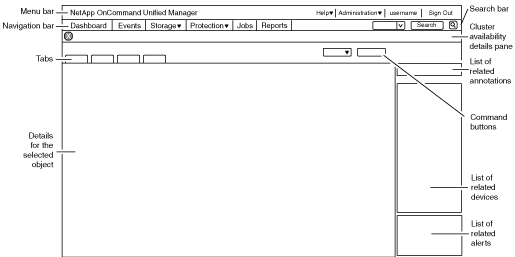 Menu bar
NetApp OnCommand Unified Manager
Help▾ Administration▾ username Sign Out
Search bar
Navigation bar
Dashboard Events Storage▾ Protection▾ Jobs Reports
Search
Cluster
availability
details pane
Tabs
List of
related
annotations
Command
buttons
Details
for the
selected
object
List of
related
devices
List of
related
alerts